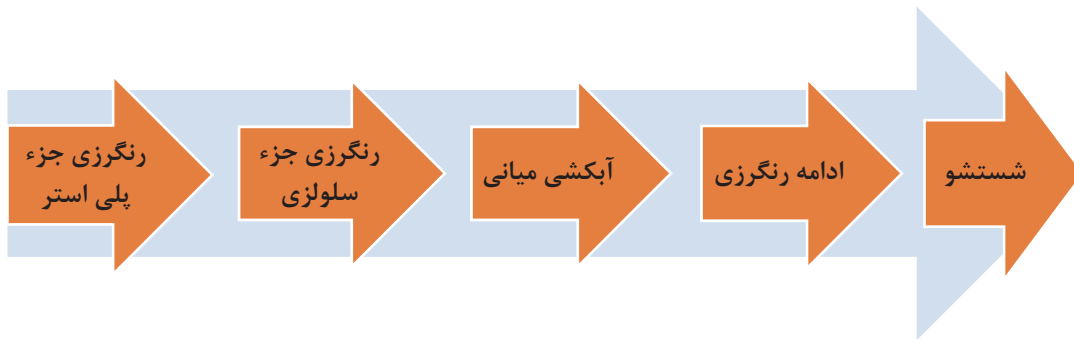 رنگرزی جزء
پلی استر
رنگرزی جزء
سلولزی
آبکشی میانی
ادامه رنگرزی
شستشو